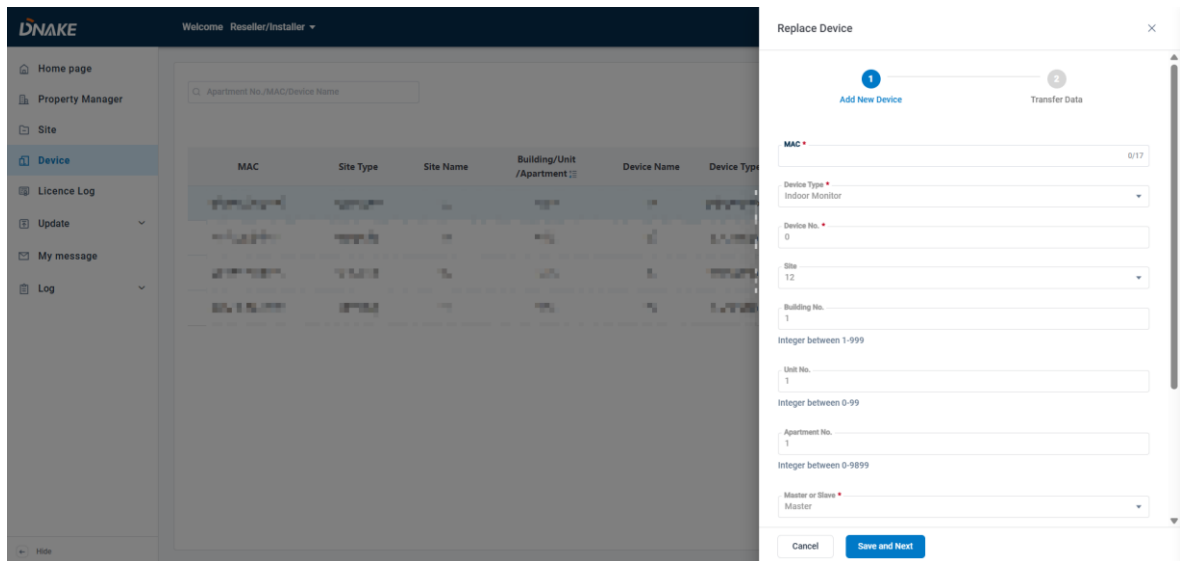 DNAKE
Welcome Reseller/Installer
Home page
Property Manager
Site
Device
Licence Log
Update
My message
Log
Hide
Apartment No./MAC/Device Name
MAC Site Type Site Name Building/Unit /Apartment Device Name Device Type
Replace Device
1 2
Add New Device Transfer Data
MAC *
0/17
Device Type *
Indoor Monitor
Device No. *
0
Site
12
Building No.
1
Integer between 1-999
Unit No.
1
Integer between 0-99
Apartment No.
1
Integer between 0-9899
Master or Slave *
Master
Cancel Save and Next